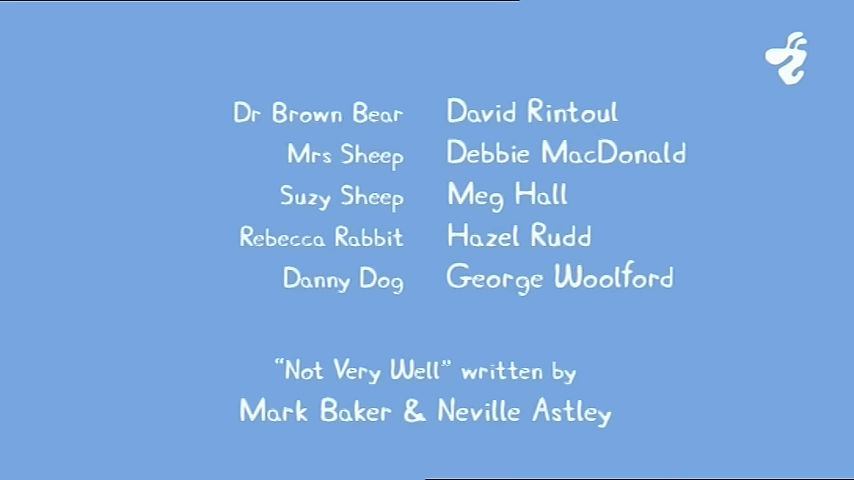 Dr Brown Bear David Rintoul
Mrs Sheep Debbie MacDonald
Suzy Sheep Meg Hall
Rebecca Rabbit Hazel Rudd
Danny Dog George Woolford
“Not Very Well” written by
Mark Baker & Neville Astley